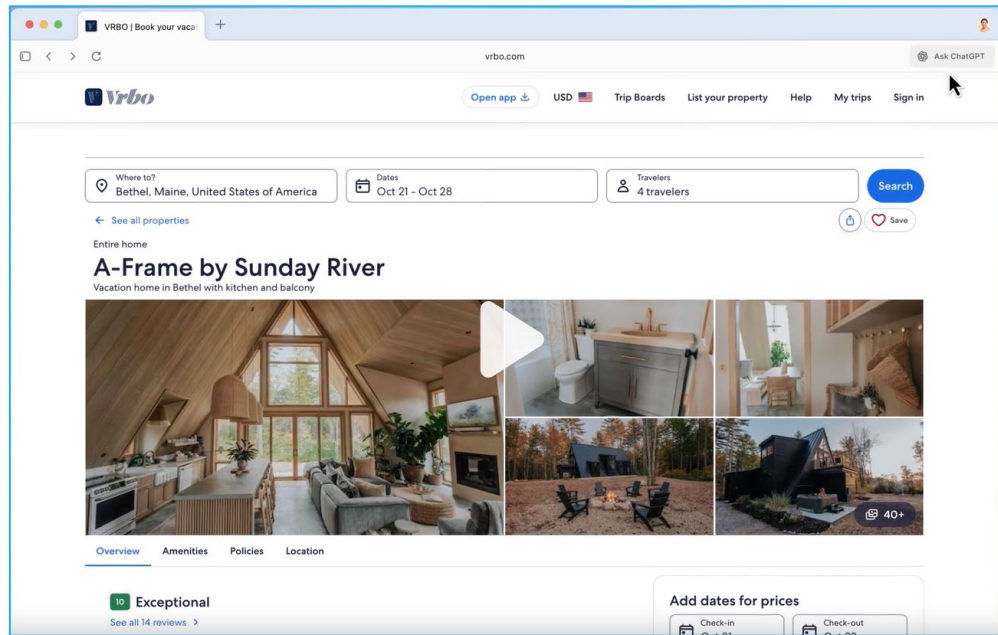 VRBO | Book your vaca
vrbo.com
Ask ChatGPT
Vrbo
Open app
USD
Trip Boards
List your property
Help
My trips
Sign in
Where to?
Bethel, Maine, United States of America
Dates
Oct 21 - Oct 28
Travelers
4 travelers
Search
See all properties
Save
Entire home
A-Frame by Sunday River
Vacation home in Bethel with kitchen and balcony
40+
Overview
Amenities
Policies
Location
10
Exceptional
See all 14 reviews
Add dates for prices
Check-in
Check-out